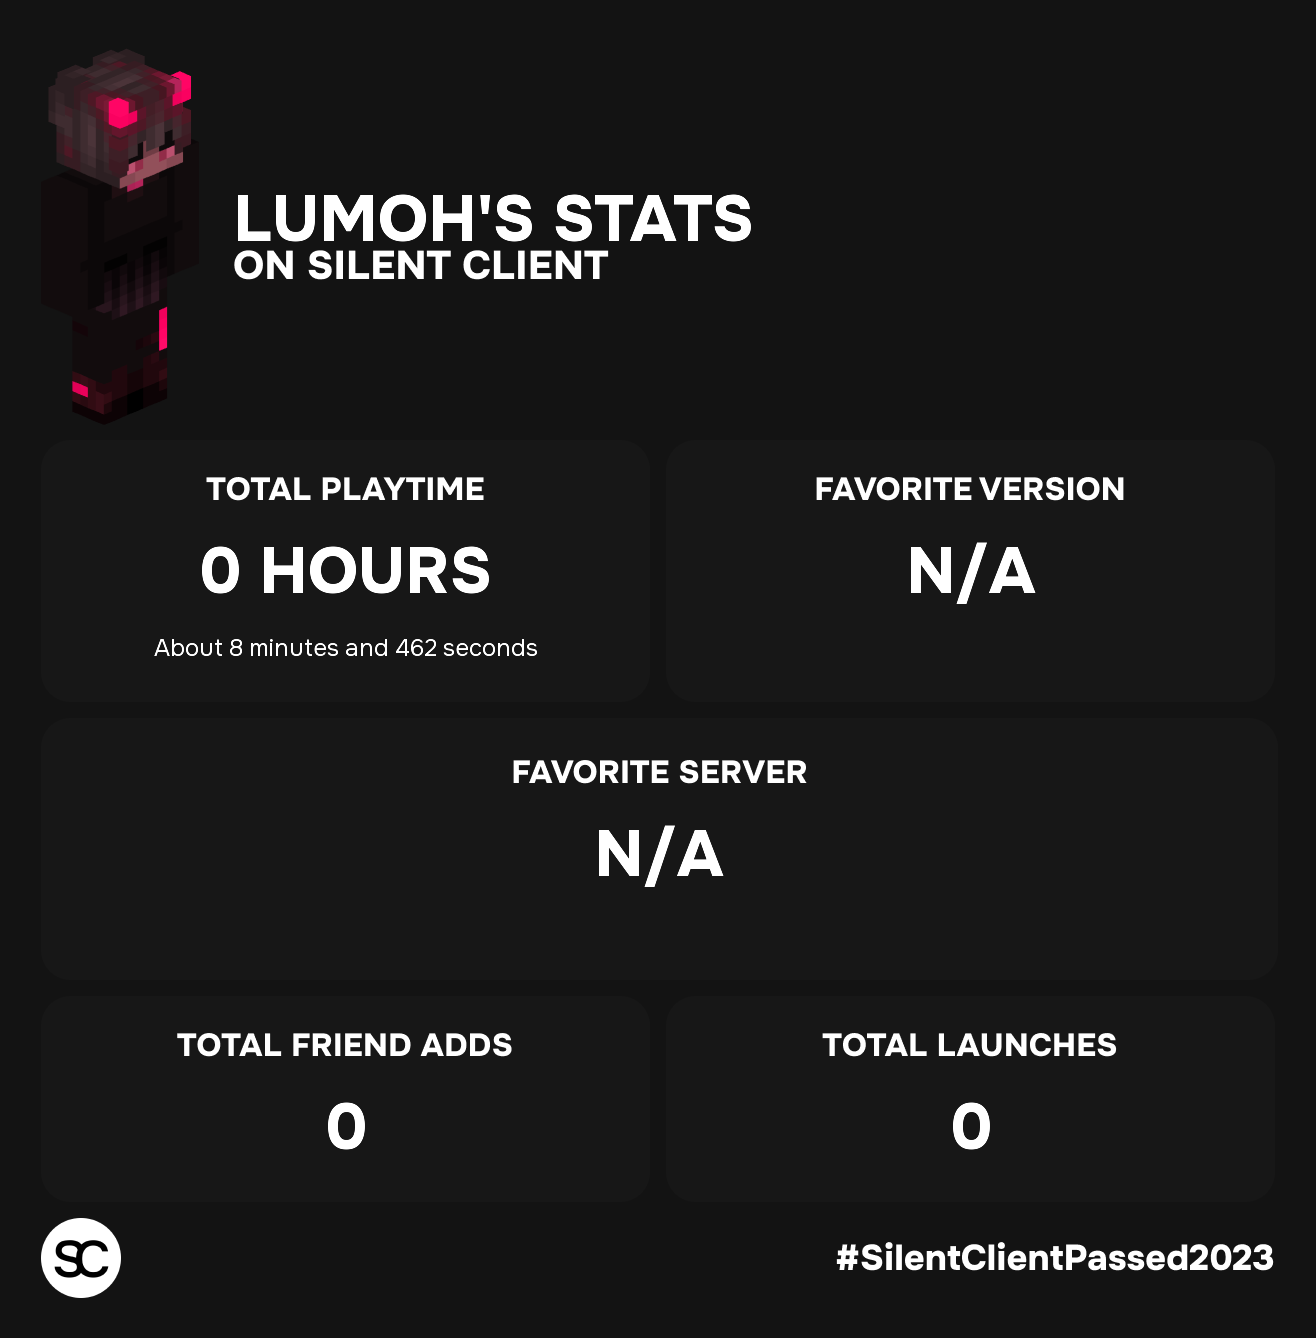 LUMOH'S STATS
ON SILENT CLIENT
TOTAL PLAYTIME
0 HOURS
About 8 minutes and 462 seconds
FAVORITE VERSION
N/A
FAVORITE SERVER
N/A
TOTAL FRIEND ADDS
0
TOTAL LAUNCHES
0
SC
#SilentClientPassed2023